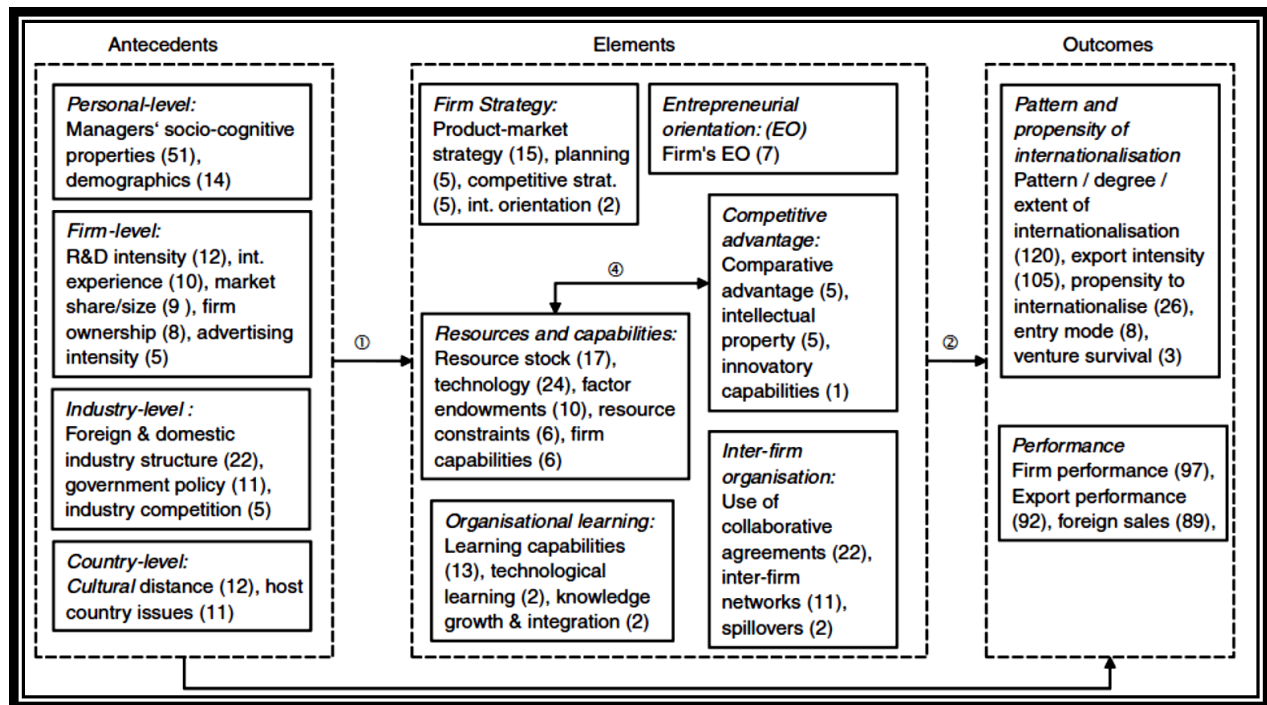 Antecedents
Elements
Outcomes
Personal-level:
Managers‘ socio-cognitive
properties (51),
demographics (14)
Firm-level:
R&D intensity (12), int.
experience (10), market
share/size (9 ), firm
ownership (8), advertising
intensity (5)
Industry-level :
Foreign & domestic
industry structure (22),
government policy (11),
industry competition (5)
Country-level:
Cultural distance (12), host
country issues (11)
①
Firm Strategy:
Product-market
strategy (15), planning
(5), competitive strat.
(5), int. orientation (2)
Entrepreneurial
orientation: (EO)
Firm's EO (7)
④
Resources and capabilities:
Resource stock (17),
technology (24), factor
endowments (10), resource
constraints (6), firm
capabilities (6)
Competitive
advantage:
Comparative
advantage (5),
intellectual
property (5),
innovatory
capabilities (1)
Organisational learning:
Learning capabilities
(13), technological
learning (2), knowledge
growth & integration (2)
Inter-firm
organisation:
Use of
collaborative
agreements (22),
inter-firm
networks (11),
spillovers (2)
②
Pattern and
propensity of
internationalisation
Pattern / degree /
extent of
internationalisation
(120), export intensity
(105), propensity to
internationalise (26),
entry mode (8),
venture survival (3)
Performance
Firm performance (97),
Export performance
(92), foreign sales (89),